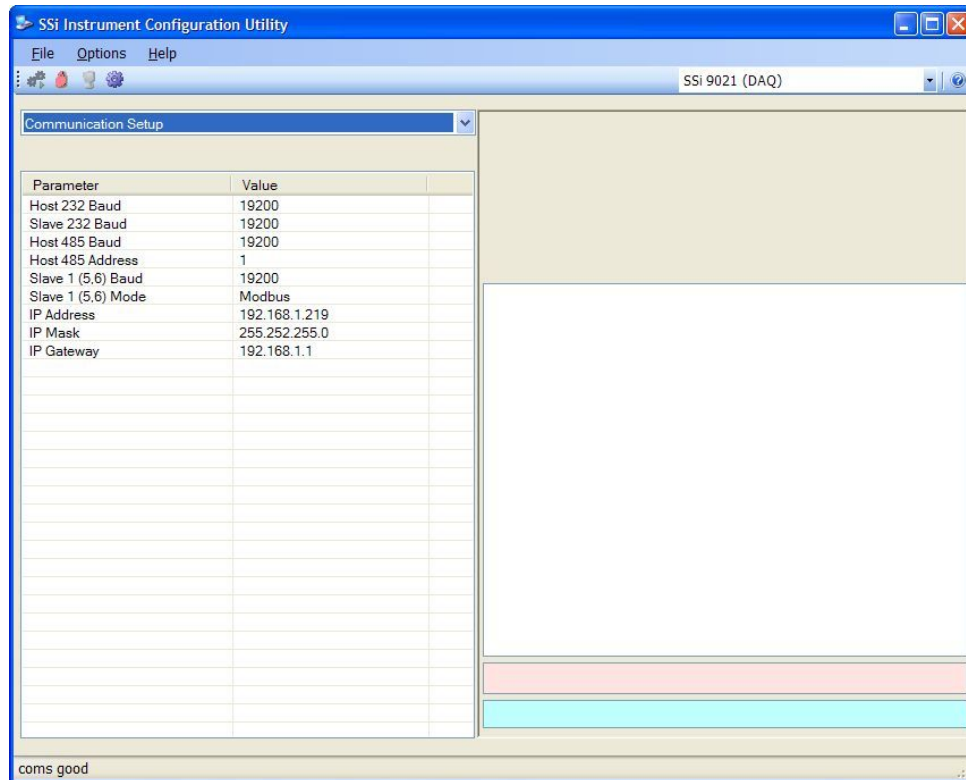 SSi Instrument Configuration Utility
File Options Help
SSi 9021 (DAQ)
Communication Setup
Parameter Value
Host 232 Baud 19200
Slave 232 Baud 19200
Host 485 Baud 19200
Host 485 Address 1
Slave 1 (5,6) Baud 19200
Slave 1 (5,6) Mode Modbus
IP Address 192.168.1.219
IP Mask 255.252.255.0
IP Gateway 192.168.1.1
coms good